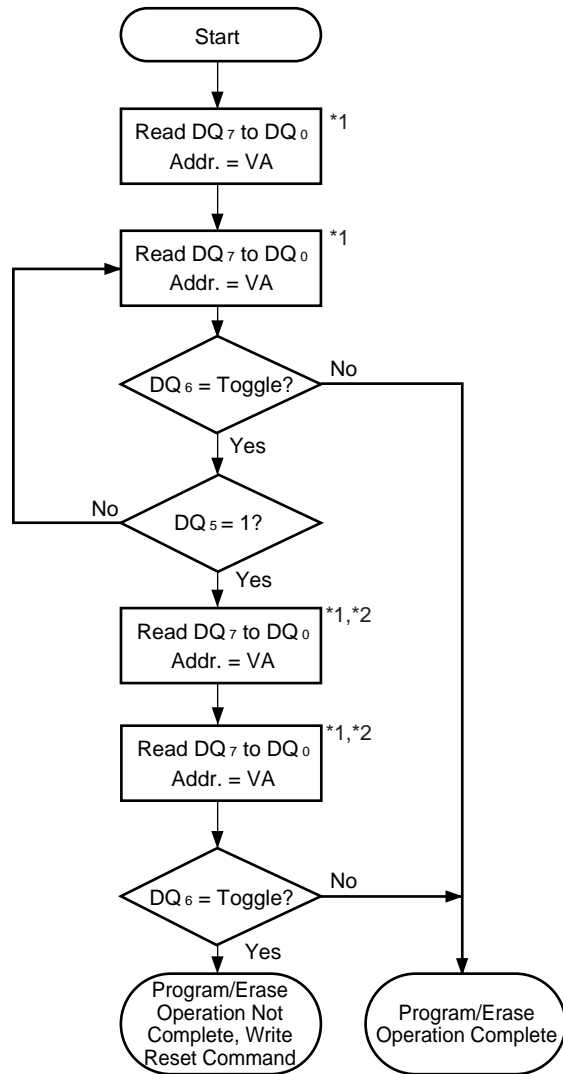 Start
Read DQ7 to DQ0
Addr. = VA
*1
Read DQ7 to DQ0
Addr. = VA
*1
DQ6 = Toggle?
No
Yes
DQ5 = 1?
No
Yes
Read DQ7 to DQ0
Addr. = VA
*1,*2
Read DQ7 to DQ0
Addr. = VA
*1,*2
DQ6 = Toggle?
No
Yes
Program/Erase
Operation Not
Complete, Write
Reset Command
Program/Erase
Operation Complete